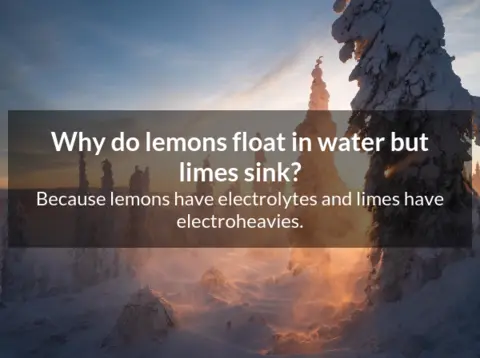 Why do lemons float in water but
limes sink?
Because lemons have electrolytes and limes have
electroheavies.